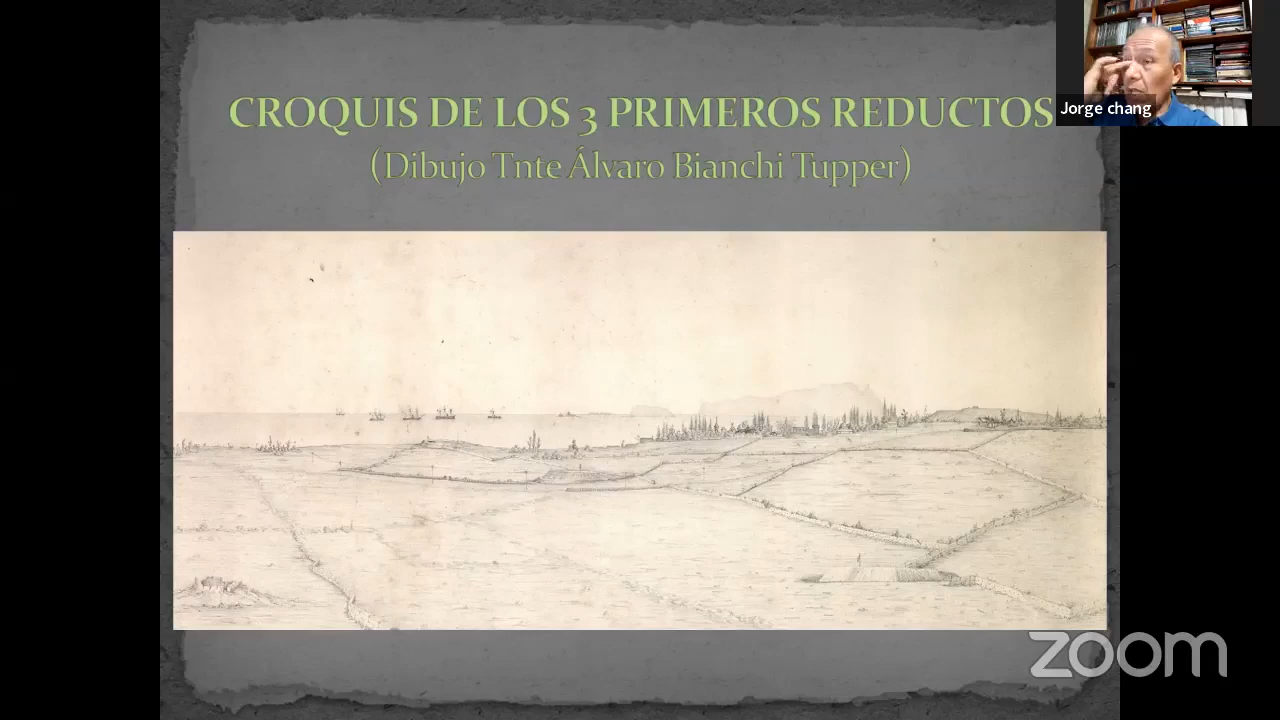 CROQUIS DE LOS 3 PRIMEROS REDUCTOS
(Dibujo Tnte Álvaro Bianchi Tupper)
Jorge chang
zoom